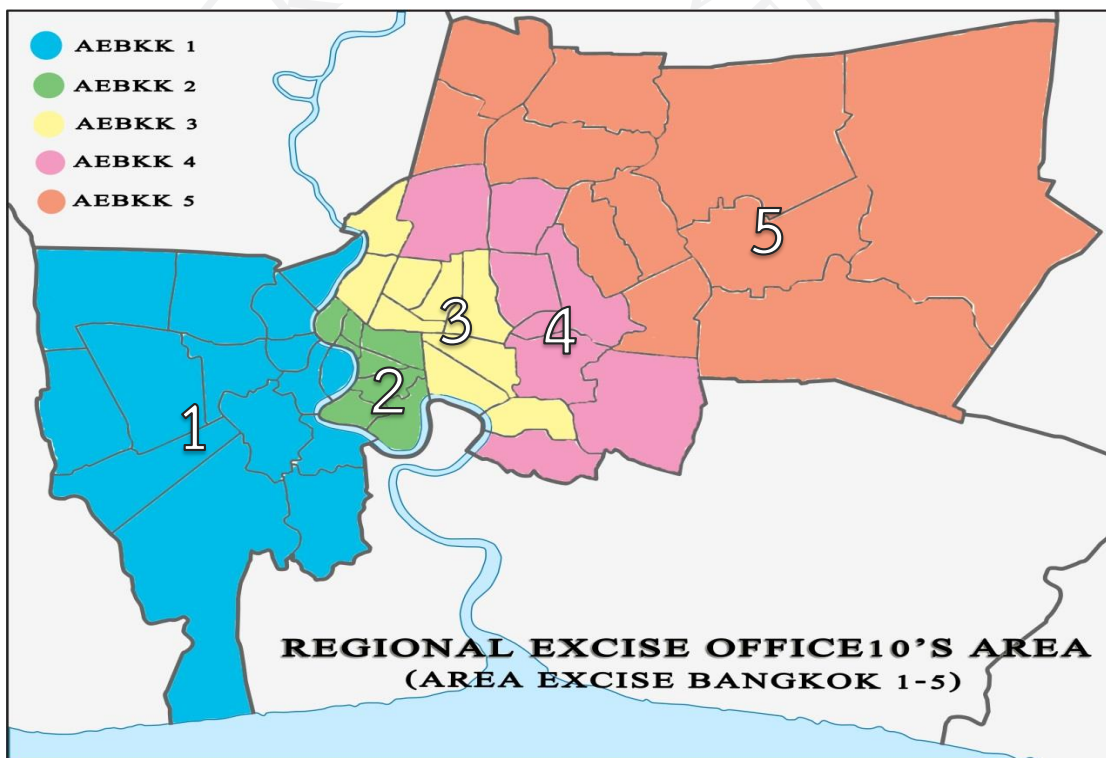 AEBKK 1
AEBKK 2
AEBKK 3
AEBKK 4
AEBKK 5
5
3
4
2
1
REGIONAL EXCISE OFFICE10'S AREA
(AREA EXCISE BANGKOK 1-5)